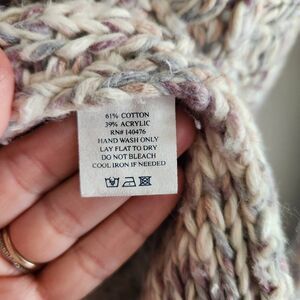 61% COTTON
39% ACRYLIC
RN# 140476
HAND WASH ONLY
LAY FLAT TO DRY
DO NOT BLEACH
COOL IRON IF NEEDED